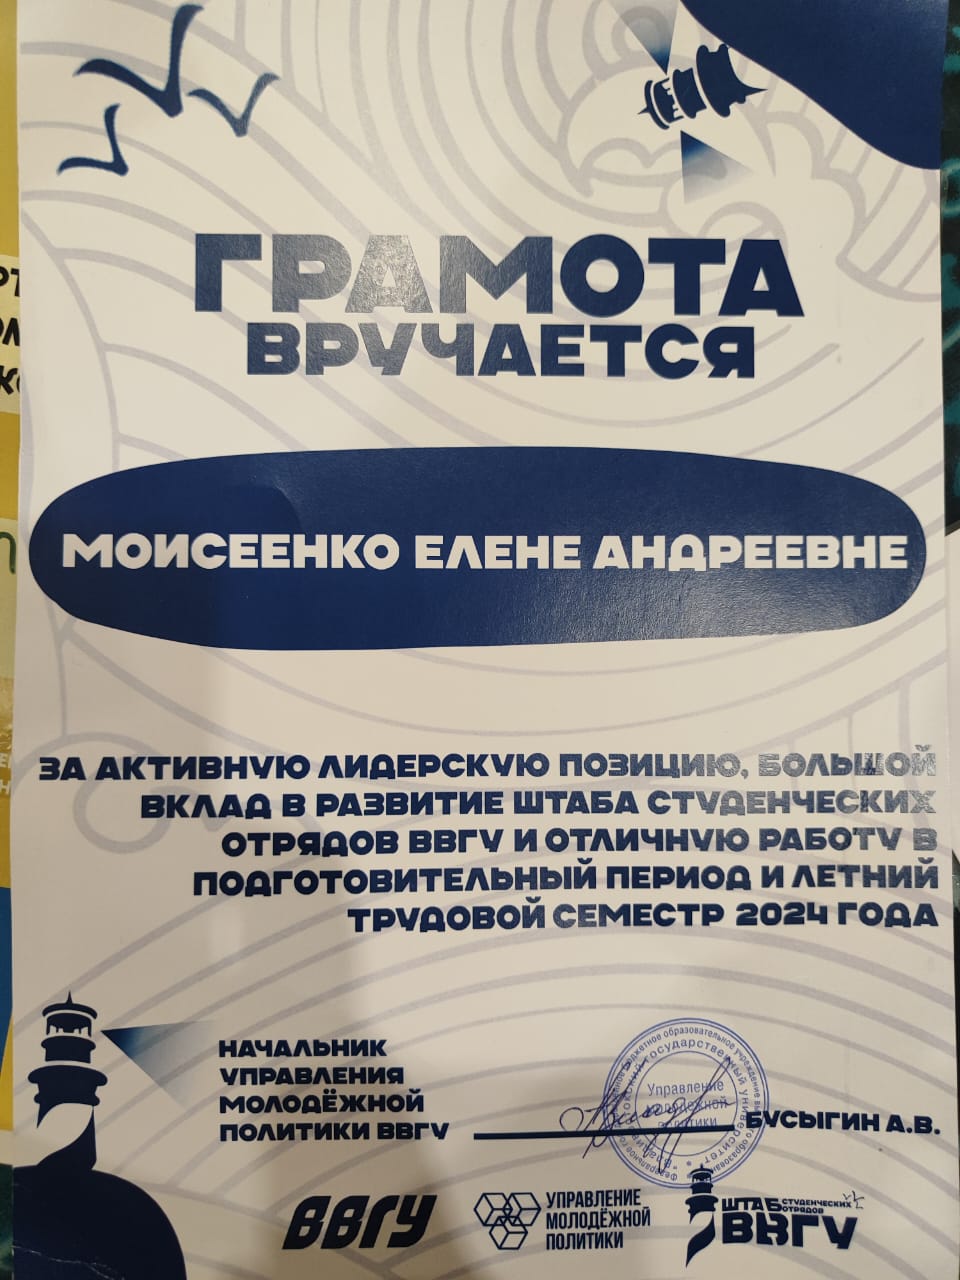 ГРАМОТА
ВРУЧАЕТСЯ
МОИСЕЕНКО ЕЛЕНЕ АНДРЕЕВНЕ
ЗА АКТИВНУЮ ЛИДЕРСКУЮ ПОЗИЦИЮ, БОЛЬШОЙ
ВКЛАД В РАЗВИТИЕ ШТАБА СТУДЕНЧЕСКИХ
ОТРЯДОВ ВВГУ И ОТЛИЧНУЮ РАБОТУ В
ПОДГОТОВИТЕЛЬНЫЙ ПЕРИОД И ЛЕТНИЙ
ТРУДОВОЙ СЕМЕСТР 2024 ГОДА
НАЧАЛЬНИК
УПРАВЛЕНИЯ
МОЛОДЁЖНОЙ
ПОЛИТИКИ ВВГУ
Управление
молодежной
политики
БУСЫГИН А.В.
ВВГУ
УПРАВЛЕНИЕ
МОЛОДЁЖНОЙ
ПОЛИТИКИ
ШТАБ СТУДЕНЧЕСКИХ
ОТРЯДОВ
ВВГУ